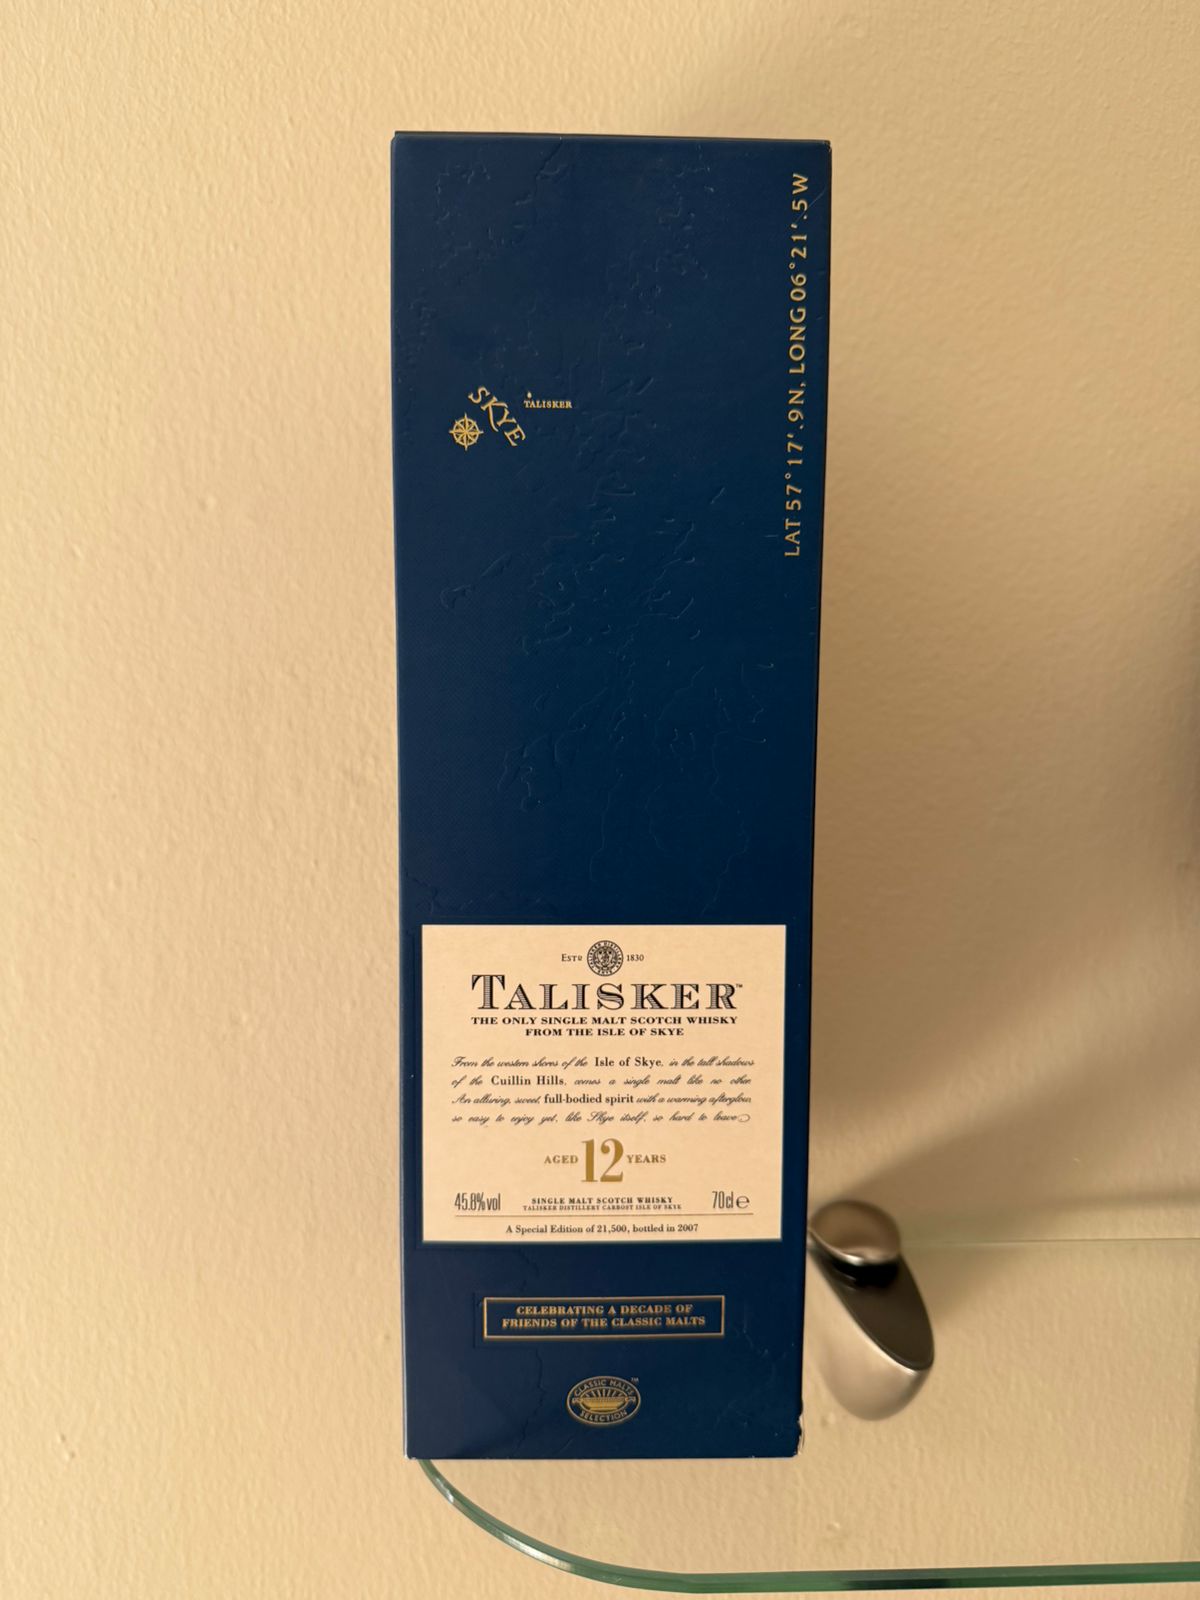 LAT 57°17'.9N, LONG 06°21'.5W
SKYE
TALISKER
ESTD 1830
TALISKER™
THE ONLY SINGLE MALT SCOTCH WHISKY
FROM THE ISLE OF SKYE
From the western shores of the Isle of Skye, in the tall shadows
of the Cuillin Hills, comes a single malt like no other.
An alluring, sweet, full-bodied spirit with a warming afterglow,
so easy to enjoy yet, like Skye itself, so hard to leave
AGED 12 YEARS
45.8%vol
SINGLE MALT SCOTCH WHISKY
TALISKER DISTILLERY CARBOST ISLE OF SKYE
70cl e
A Special Edition of 21,500, bottled in 2007
CELEBRATING A DECADE OF
FRIENDS OF THE CLASSIC MALTS
CLASSIC MALTS
SELECTION
™